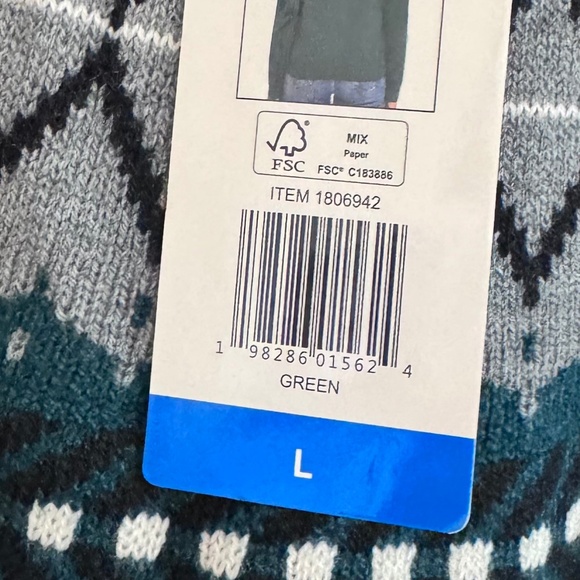 FSC
MIX
Paper
FSC® C183886
ITEM 1806942
1 98286 01562 4
GREEN
L